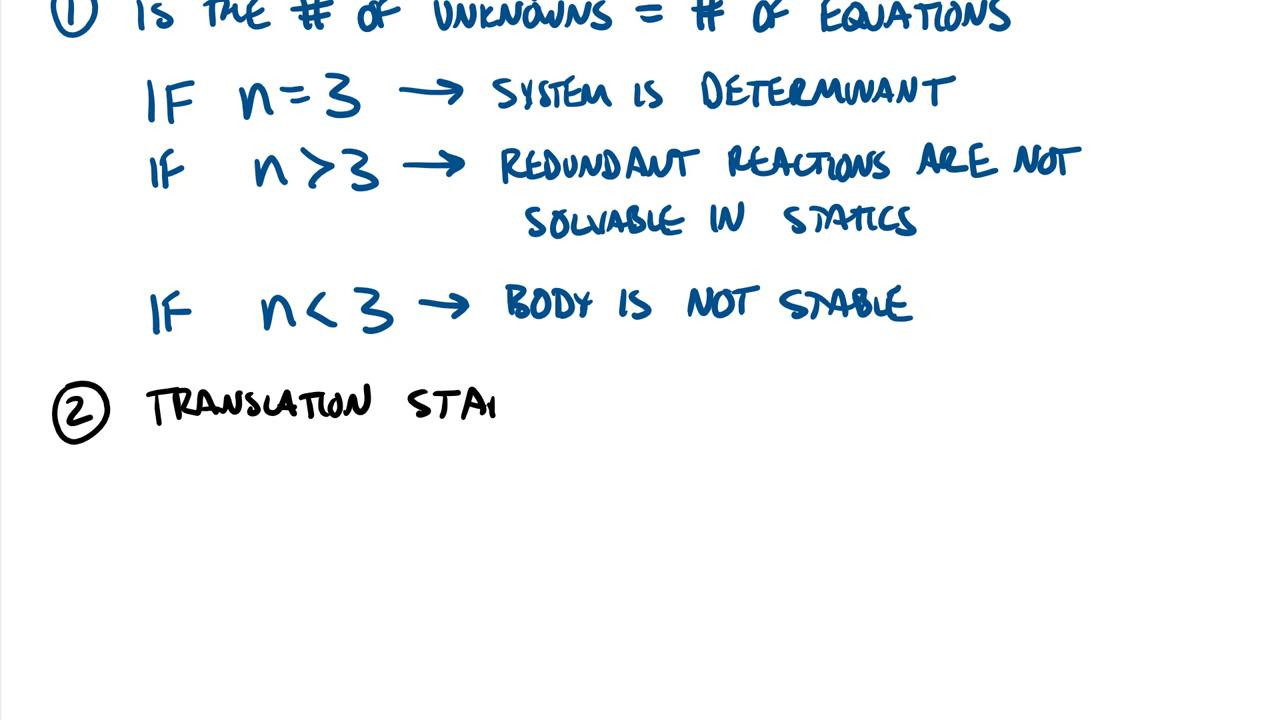 ① IS THE # OF UNKNOWNS = # OF EQUATIONS
IF n = 3 → SYSTEM IS DETERMINANT
IF n > 3 → REDUNDANT REACTIONS ARE NOT
SOLVABLE IN STATICS
IF n < 3 → BODY IS NOT STABLE
② TRANSLATION STA